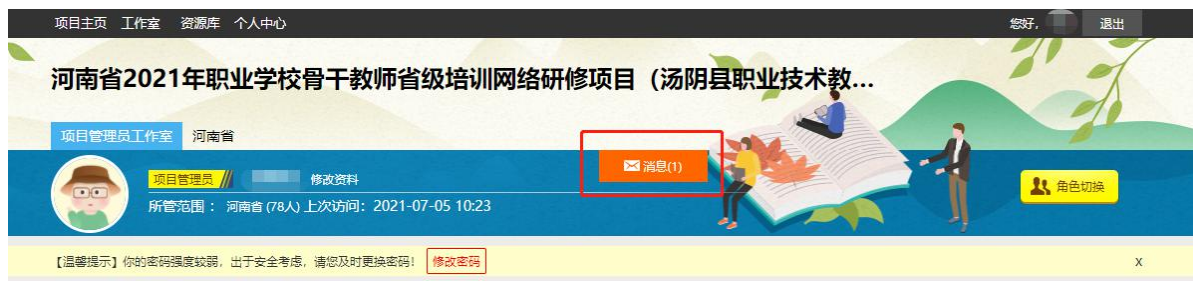 项目主页 工作室 资源库 个人中心 您好, 退出
河南省2021年职业学校骨干教师省级培训网络研修项目（汤阴县职业技术教...
项目管理员工作室 河南省
消息(1)
项目管理员 修改资料
角色切换
所管范围： 河南省 (78人) 上次访问：2021-07-05 10:23
【温馨提示】你的密码强度较弱，出于安全考虑，请您及时更换密码！ 修改密码 X